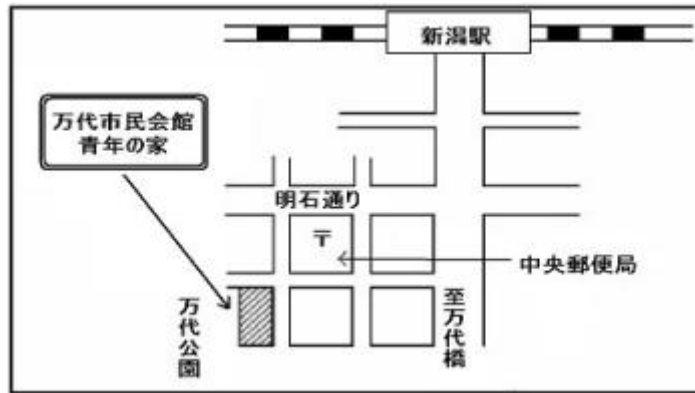 新潟駅
万代市民会館
青年の家
明石通り
〒
中央郵便局
万代公園
至万代橋